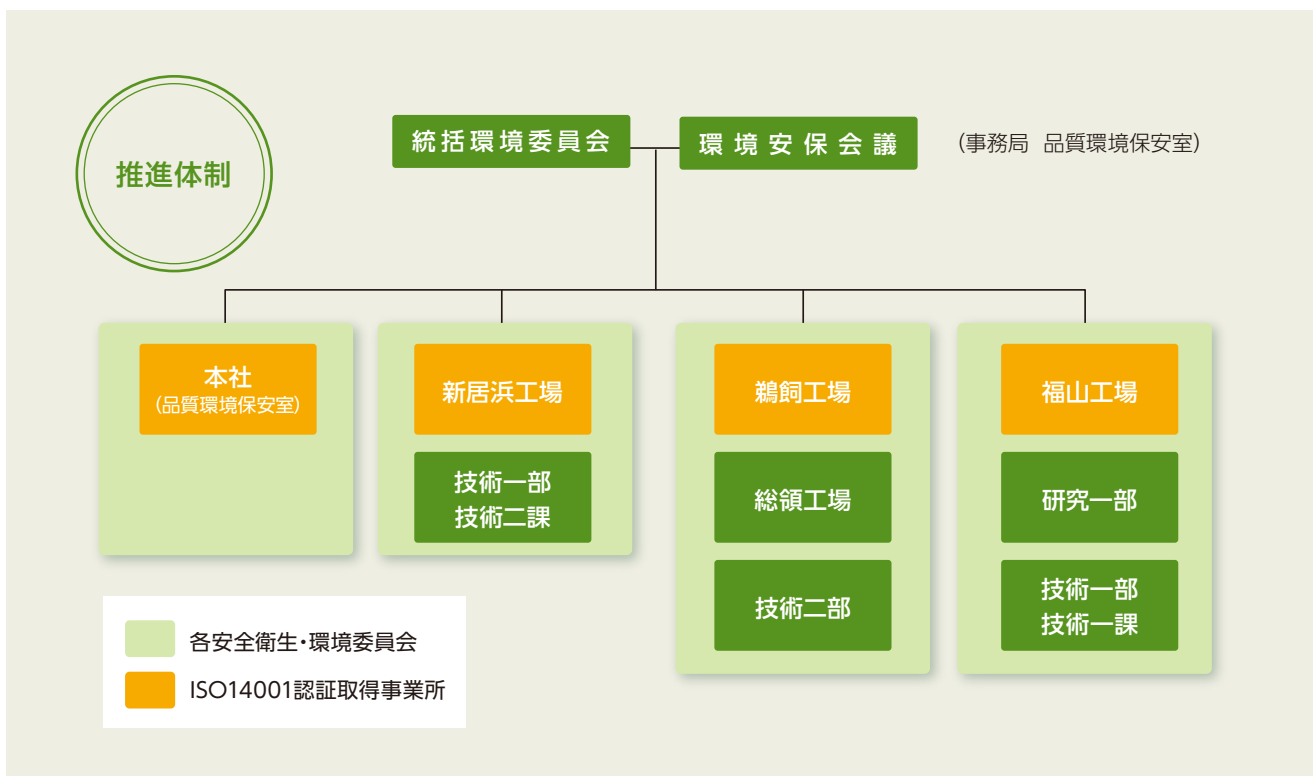 推進体制
統括環境委員会
環境安保会議
(事務局 品質環境保安室)
本社
(品質環境保安室)
新居浜工場
技術一部
技術二課
鵜飼工場
総領工場
技術二部
福山工場
研究一部
技術一部
技術一課
各安全衛生・環境委員会
ISO14001認証取得事業所